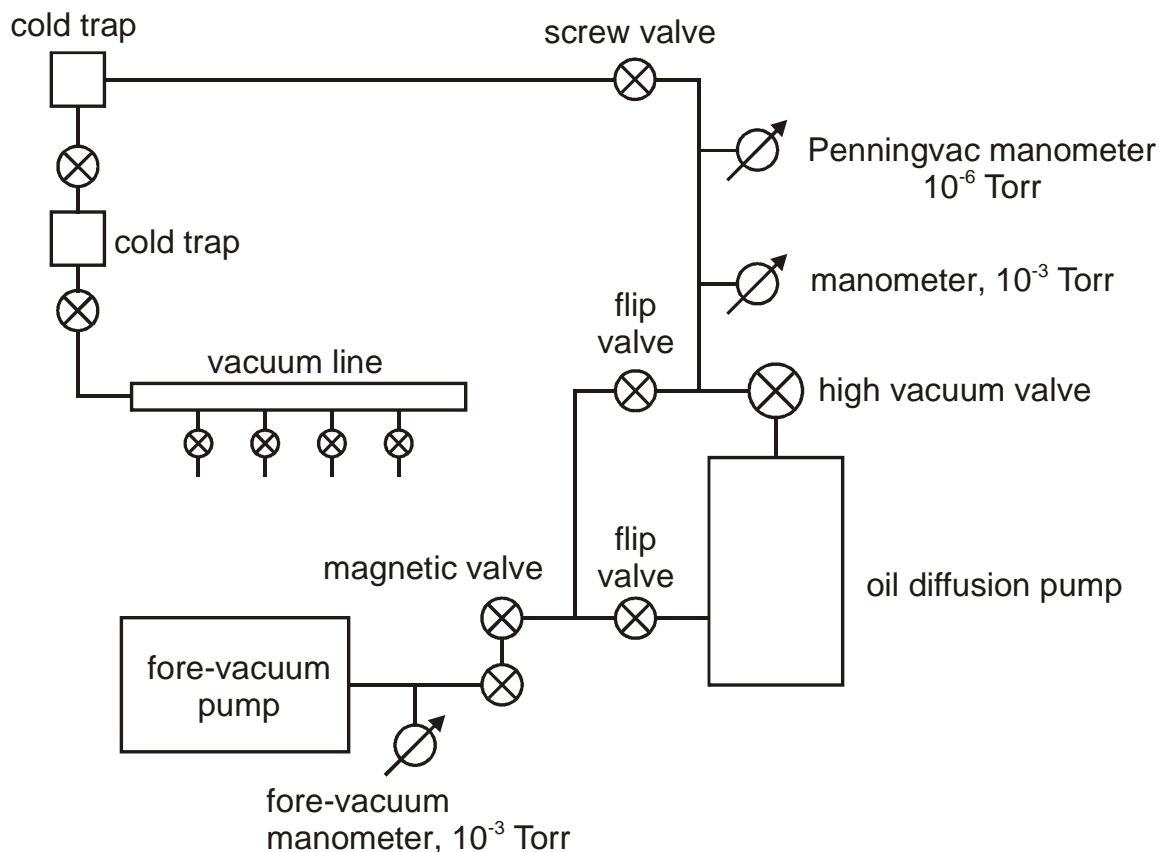 cold trap
screw valve
Penningvac manometer
10⁻⁶ Torr
cold trap
manometer, 10⁻³ Torr
flip
valve
vacuum line
high vacuum valve
flip
valve
magnetic valve
oil diffusion pump
fore-vacuum
pump
fore-vacuum
manometer, 10⁻³ Torr